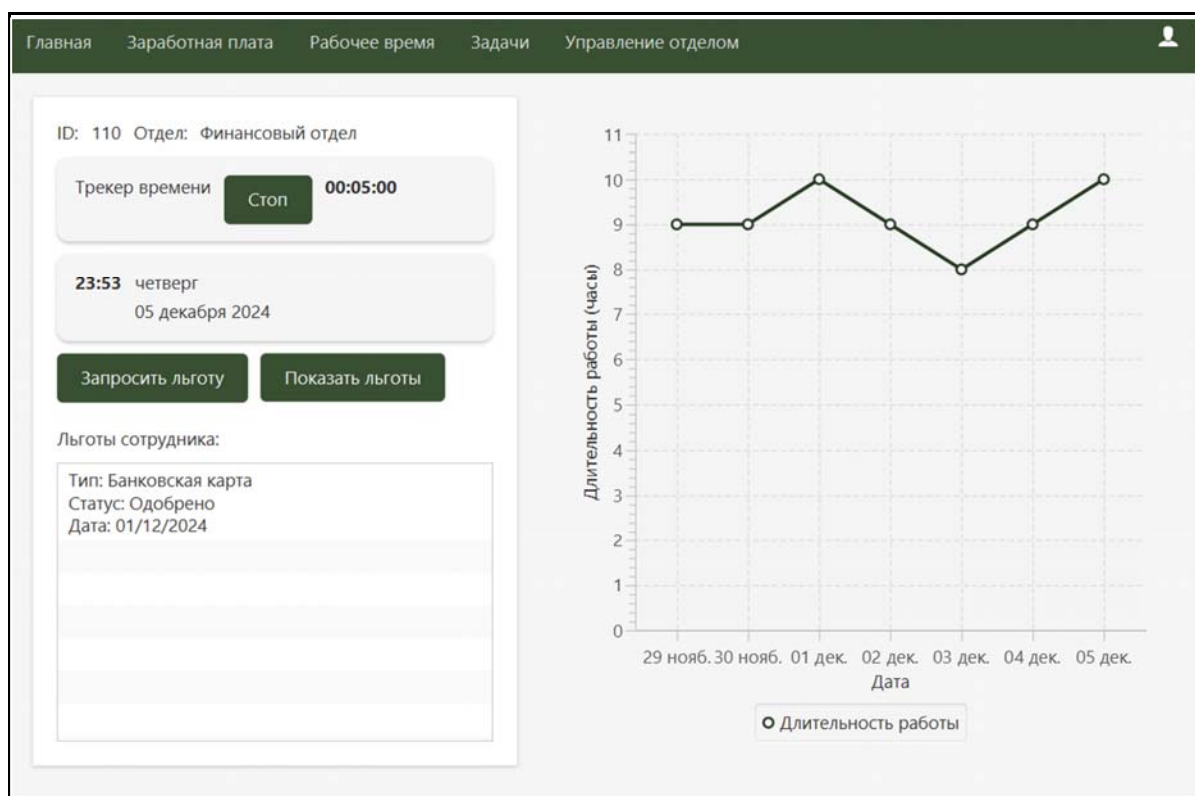 Главная Заработная плата Рабочее время Задачи Управление отделом
ID: 110 Отдел: Финансовый отдел
Трекер времени Стоп 00:05:00
23:53 четверг
05 декабря 2024
Запросить льготу Показать льготы
Льготы сотрудника:
Тип: Банковская карта
Статус: Одобрено
Дата: 01/12/2024
Длительность работы (часы)
11
10
9
8
7
6
5
4
3
2
1
0
29 нояб. 30 нояб. 01 дек. 02 дек. 03 дек. 04 дек. 05 дек.
Дата
Длительность работы